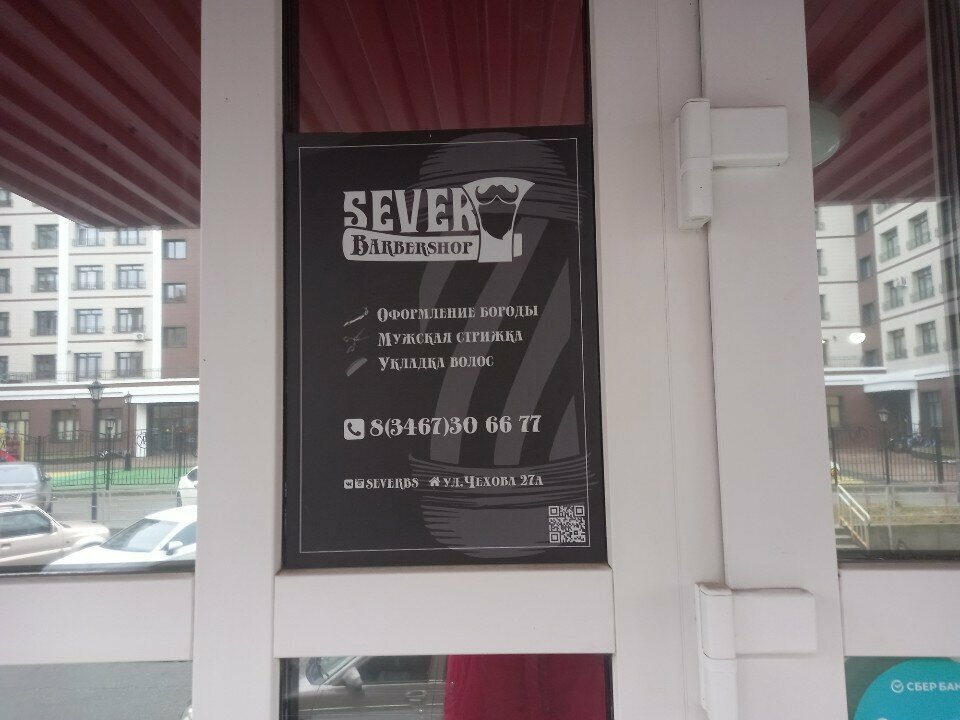 SEVER
BARBERSHOP
ОФОРМЛЕНИЕ БОРОДЫ
МУЖСКАЯ СТРИЖКА
УКЛАДКА ВОЛОС
8(3467)30 66 77
SEVERBS УЛ.ЧЕХОВА 27А
СБЕР БАН